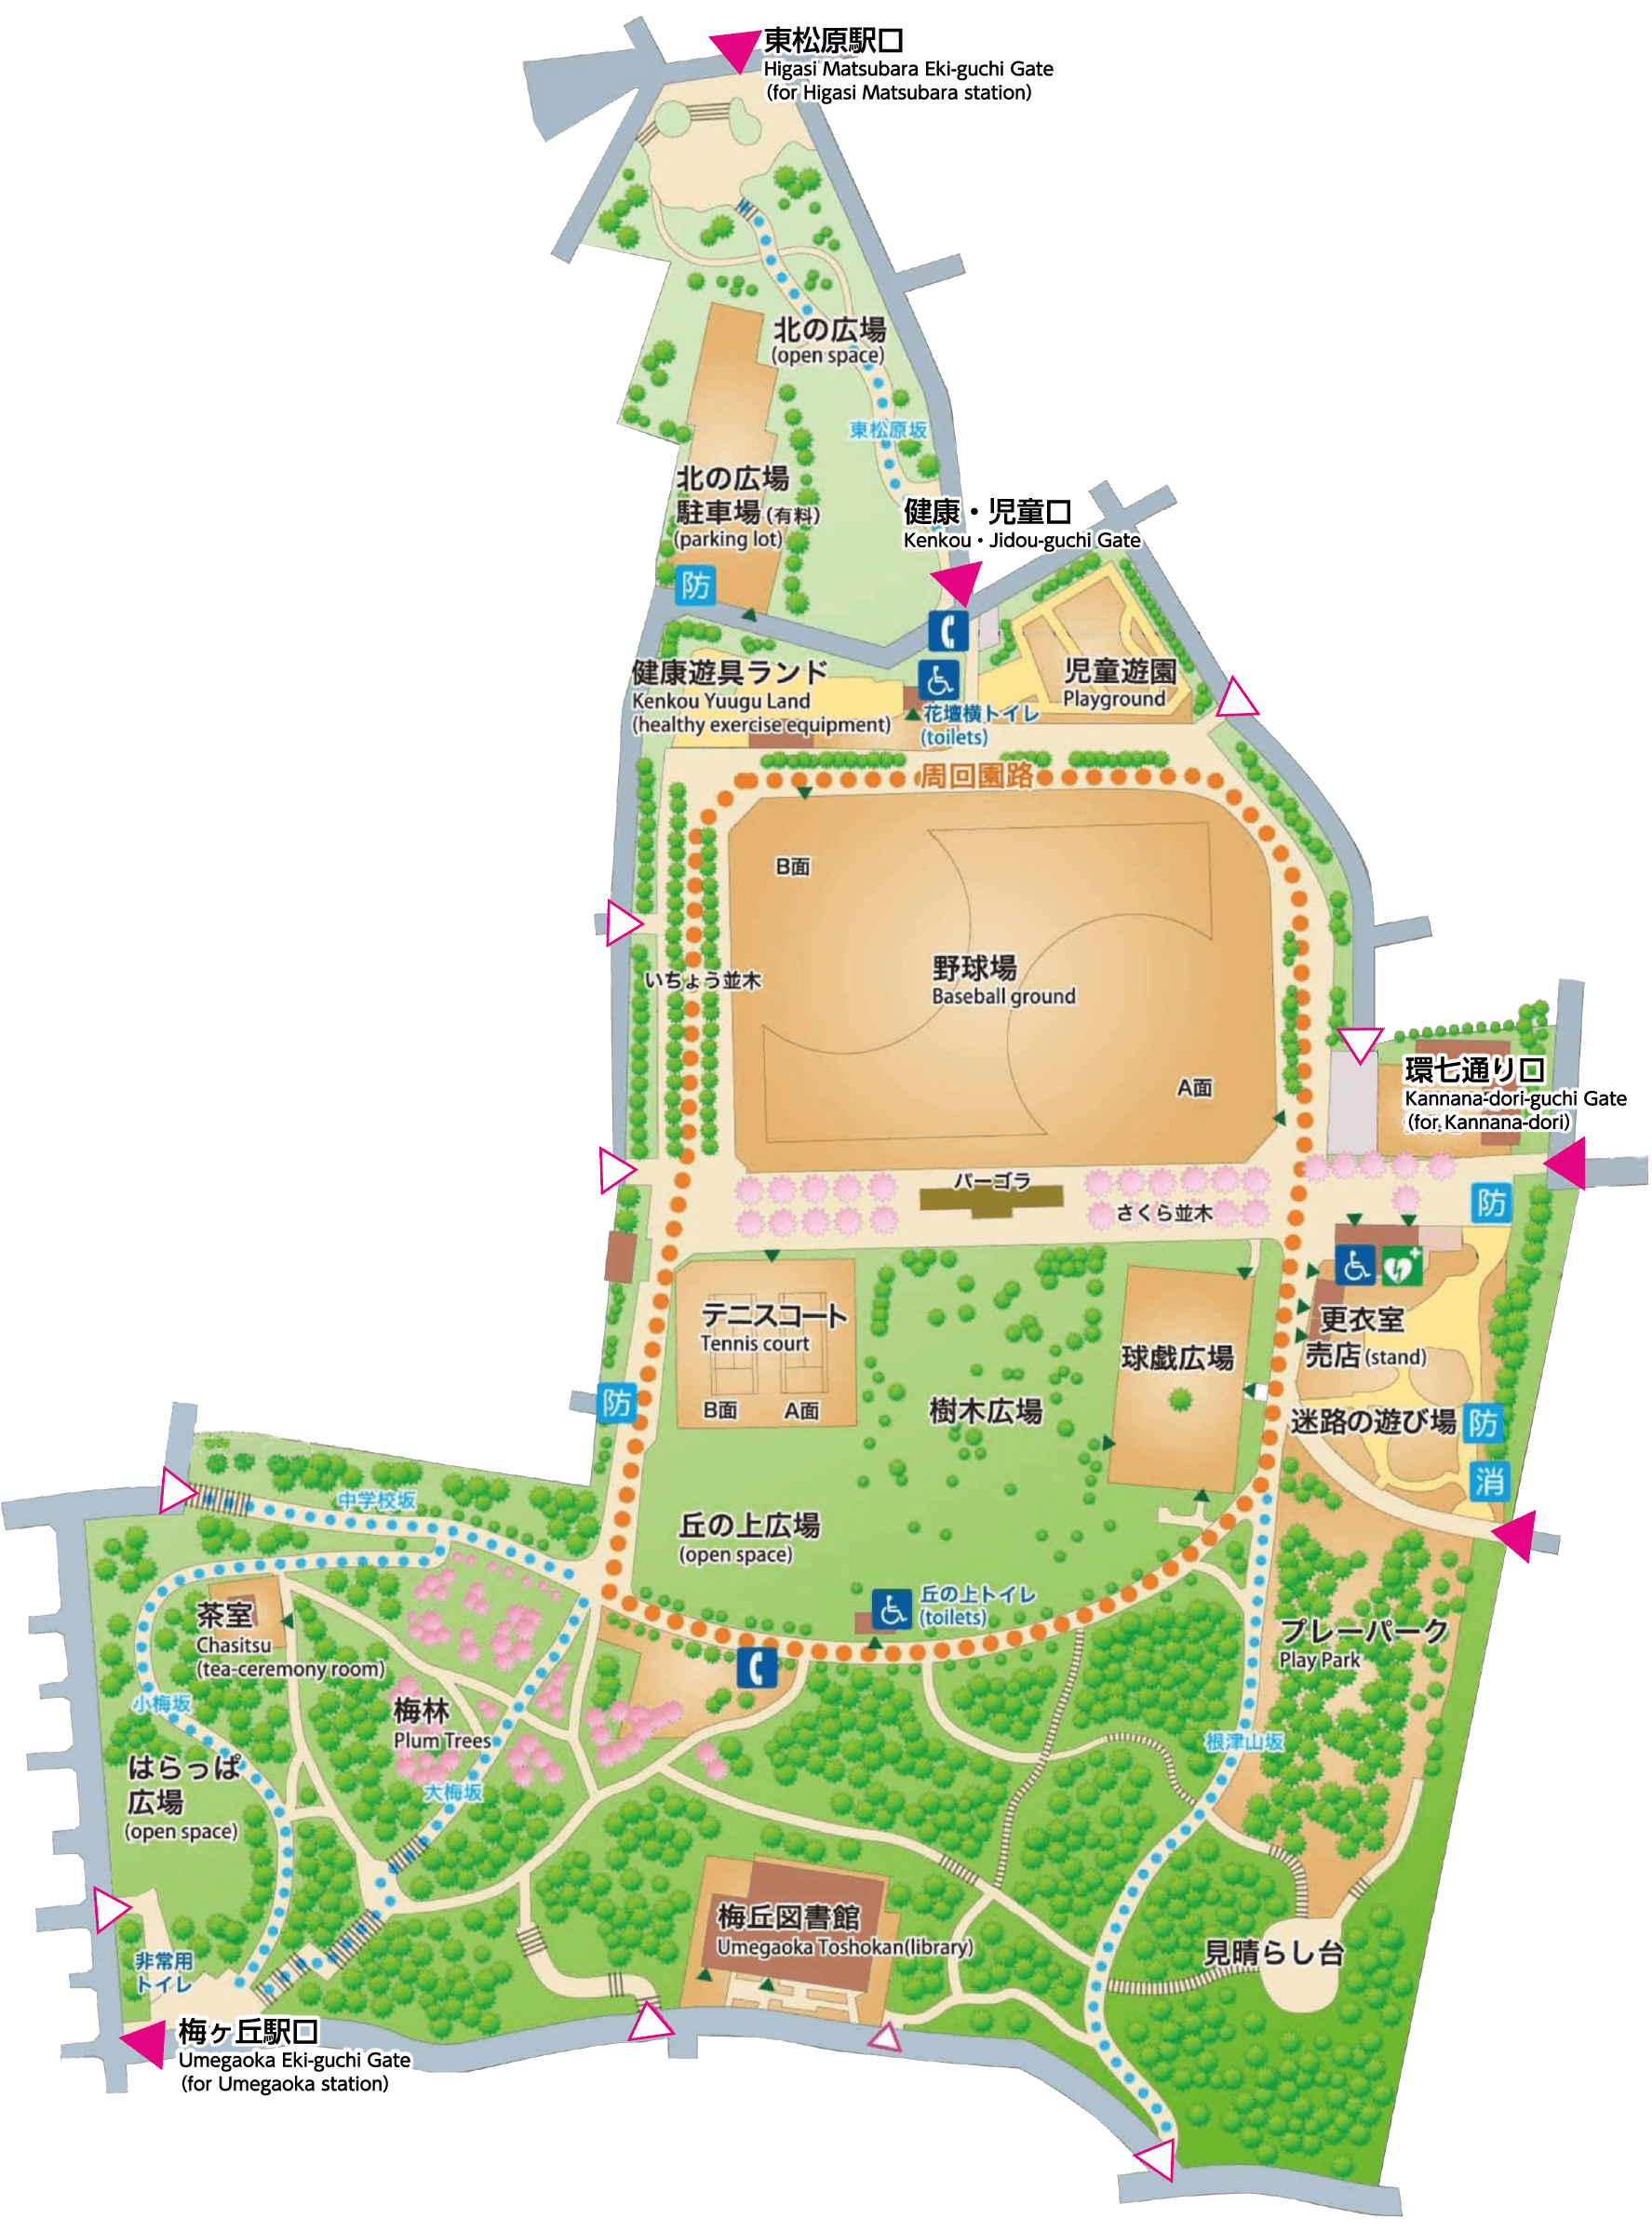 東松原駅口
Higasi Matsubara Eki-guchi Gate
(for Higasi Matsubara station)
北の広場
(open space)
東松原坂
北の広場
駐車場(有料)
(parking lot)
防
健康・児童口
Kenkou・Jidou-guchi Gate
健康遊具ランド
Kenkou Yuugu Land
(healthy exercise equipment)
花壇横トイレ
(toilets)
児童遊園
Playground
周回園路
B面
いちょう並木
野球場
Baseball ground
A面
環七通り口
Kannana-dori-guchi Gate
(for Kannana-dori)
パーゴラ
さくら並木
防
テニスコート
Tennis court
B面
A面
防
樹木広場
球戯広場
更衣室
売店(stand)
迷路の遊び場
防
消
中学校坂
丘の上広場
(open space)
丘の上トイレ
(toilets)
茶室
Chasitsu
(tea-ceremony room)
小梅坂
梅林
Plum Trees
大梅坂
プレーパーク
Play Park
根津山坂
はらっぱ
広場
(open space)
梅丘図書館
Umegaoka Toshokan(library)
見晴らし台
非常用
トイレ
梅ヶ丘駅口
Umegaoka Eki-guchi Gate
(for Umegaoka station)